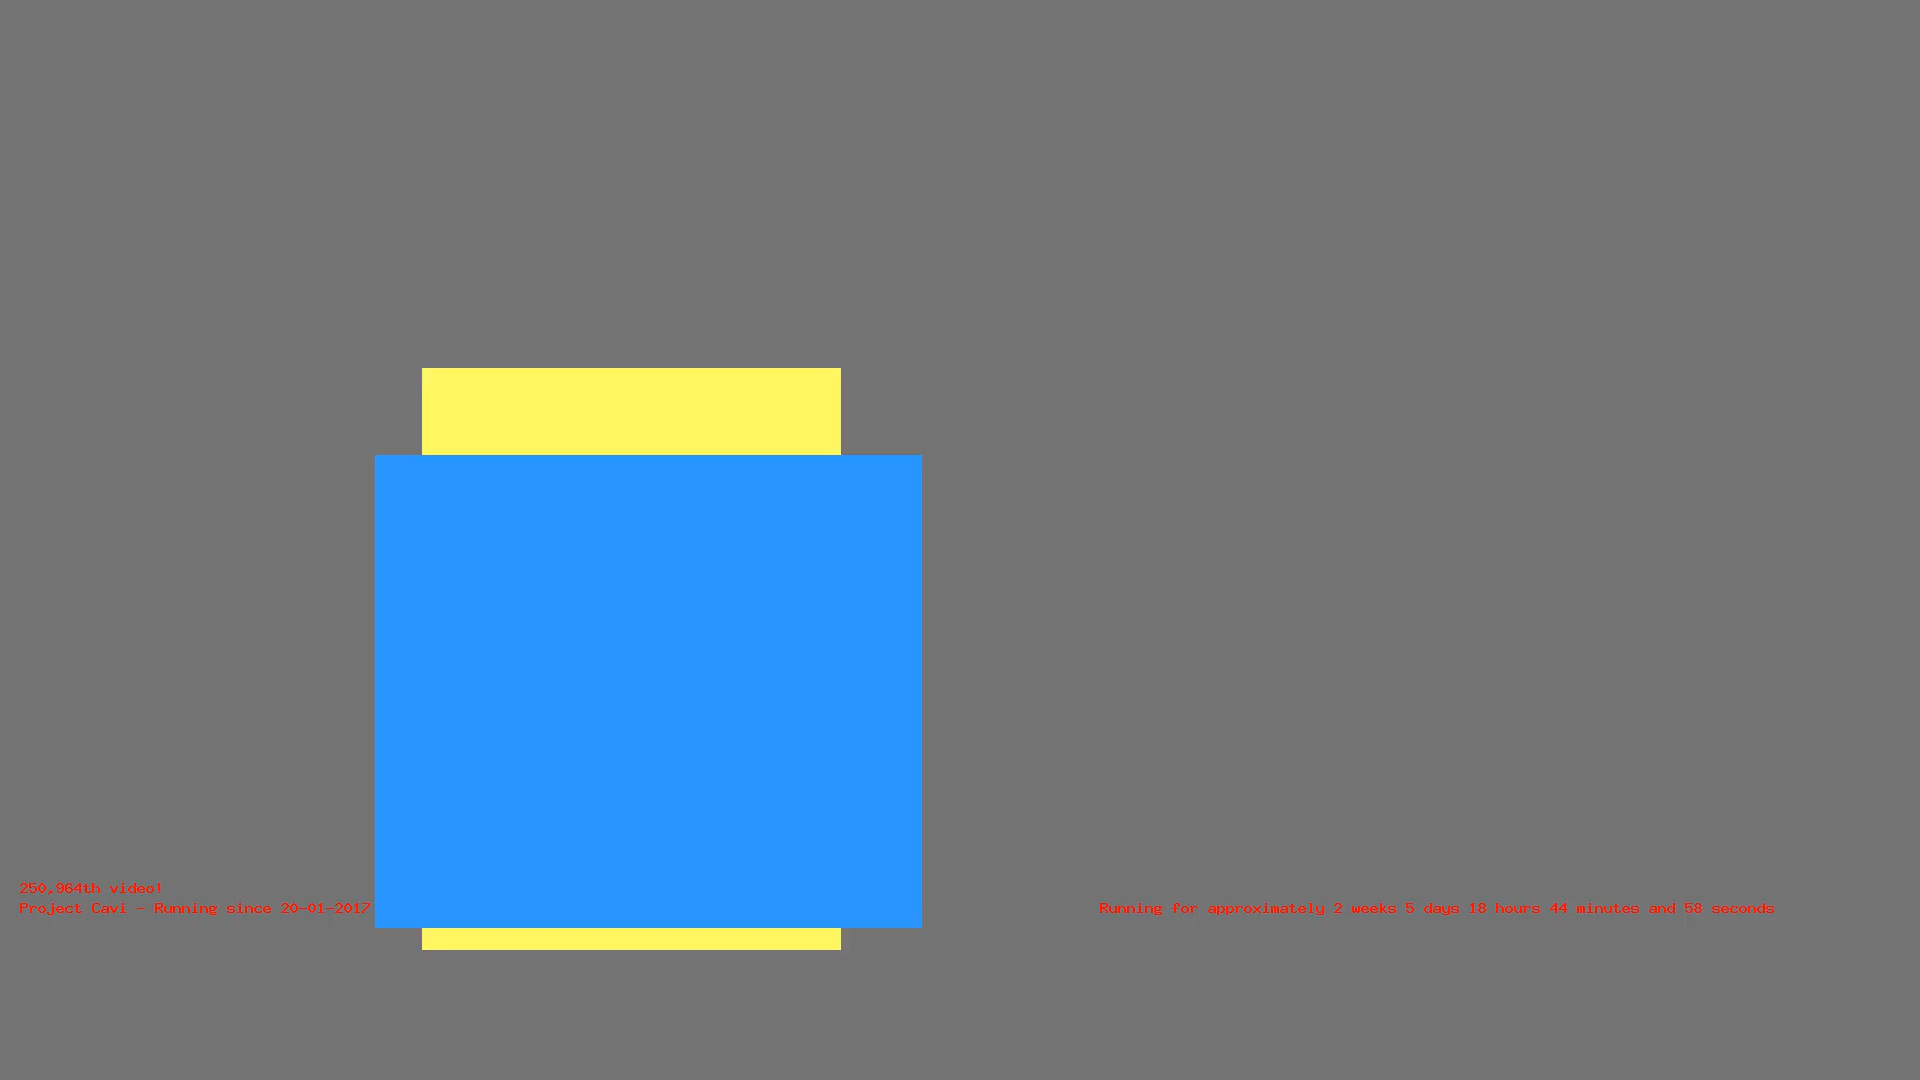 250,964th video!
Project Cavi - Running since 20-01-2017
Running for approximately 2 weeks 5 days 18 hours 44 minutes and 58 seconds